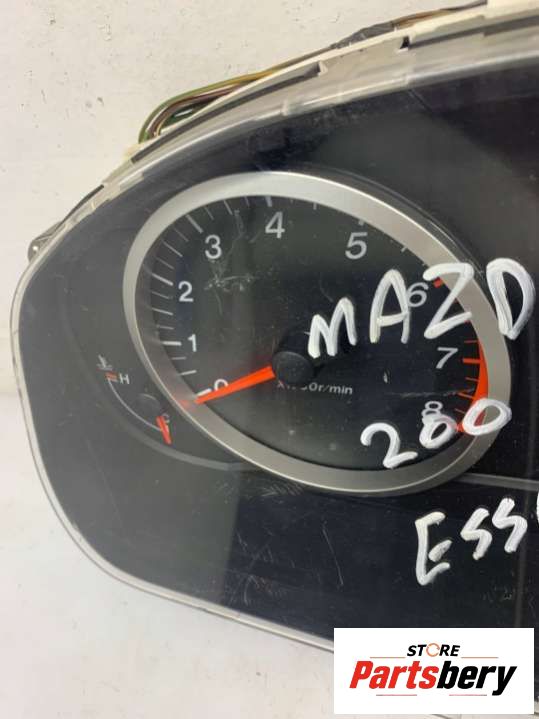 3 4 5
2 6
1 7
0 8
x1000r/min
H
C
MAZD
200
ESS
STORE
Partsbery